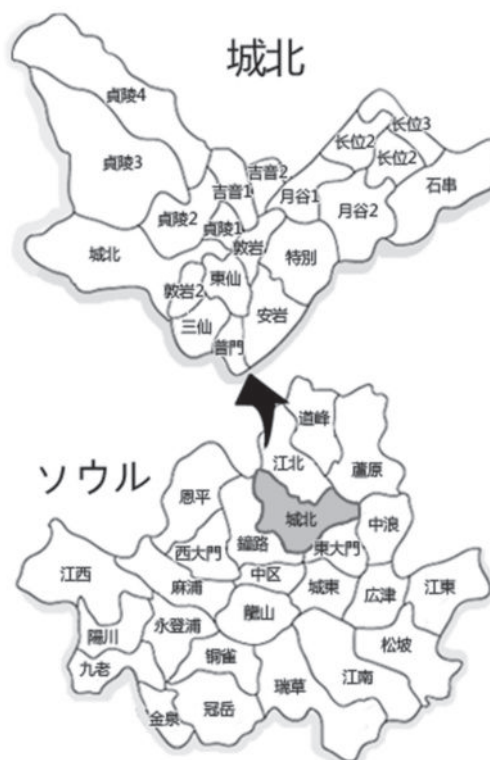 城北
貞陵4
长位3
长位2
貞陵3
长位2
吉音2
吉音1
石串
月谷1
貞陵2
月谷2
貞陵1
敦岩
城北
特別
東仙
敦岩2
安岩
三仙
普門
道峰
江北
蘆原
ソウル
恩平
城北
中浪
鐘路
西大門
東大門
江西
中区
麻浦
城東
広津
江東
龍山
永登浦
陽川
松坡
铜雀
九老
江南
瑞草
冠岳
金泉